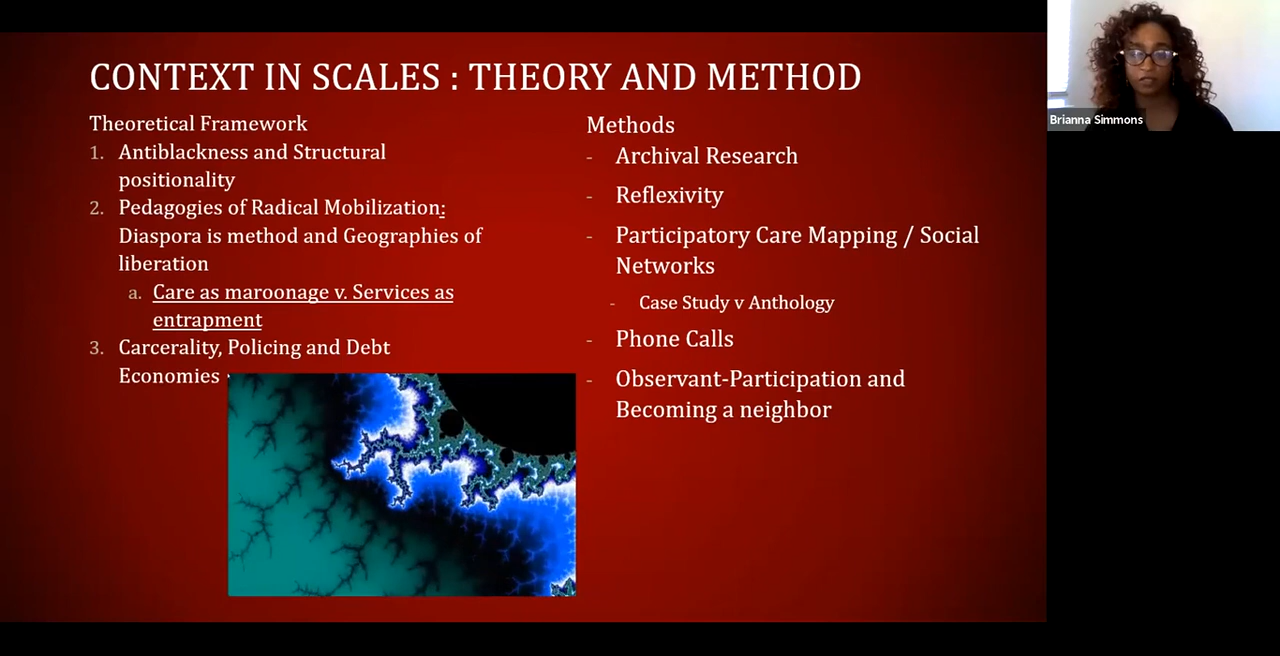 CONTEXT IN SCALES : THEORY AND METHOD
Theoretical Framework
1. Antiblackness and Structural
positionality
2. Pedagogies of Radical Mobilization:
Diaspora is method and Geographies of
liberation
a. Care as maroonage v. Services as
entrapment
3. Carcerality, Policing and Debt
Economies
Methods
- Archival Research
- Reflexivity
- Participatory Care Mapping / Social
Networks
- Case Study v Anthology
- Phone Calls
- Observant-Participation and
Becoming a neighbor
Brianna Simmons